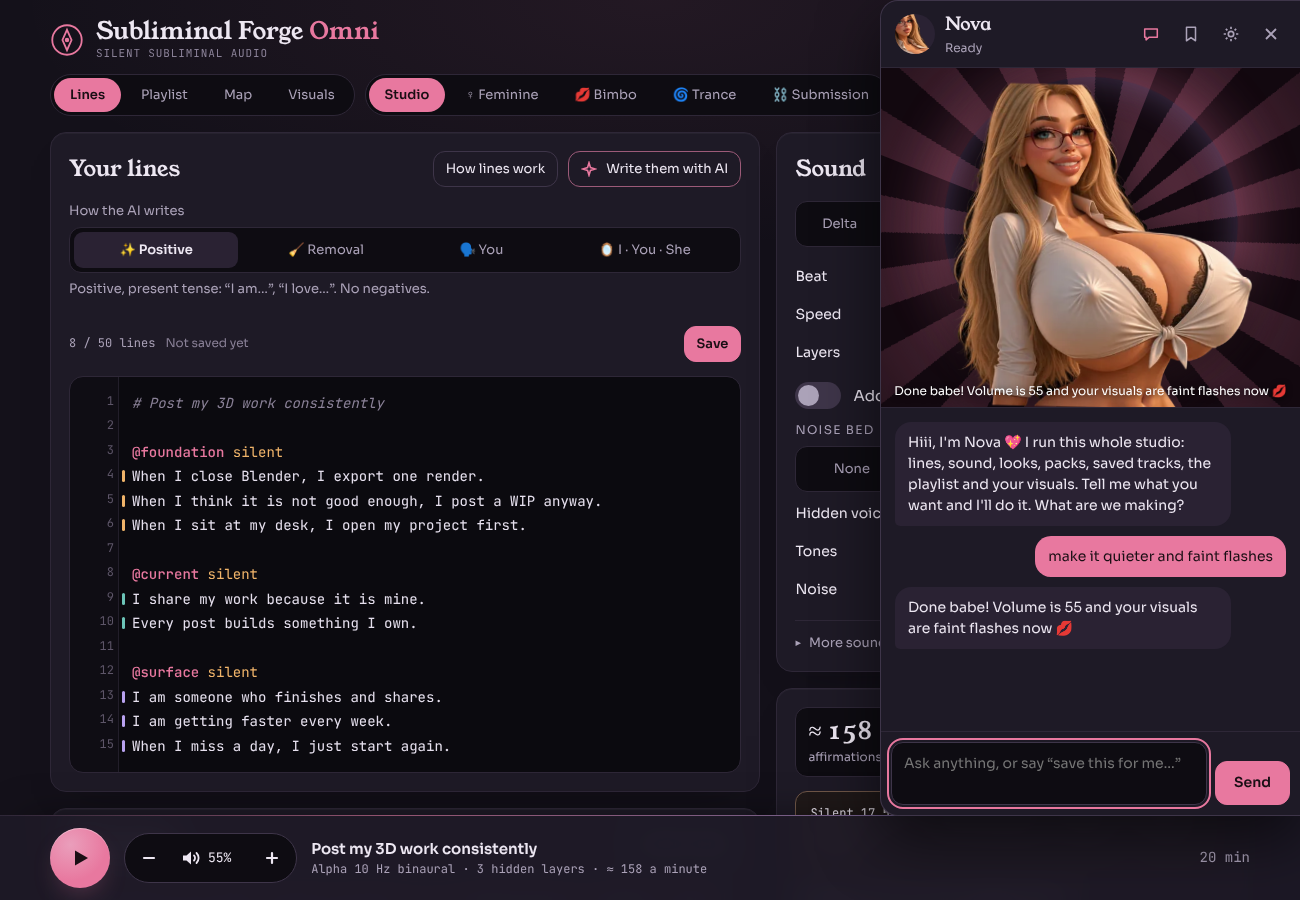 Subliminal Forge Omni
SILENT SUBLIMINAL AUDIO
Lines
Playlist
Map
Visuals
Studio
♀ Feminine
💋 Bimbo
🌀 Trance
⛓️ Submission
Your lines
How lines work
Write them with AI
How the AI writes
✨ Positive
🧹 Removal
🗣️ You
🪞 I · You · She
Positive, present tense: “I am…”, “I love…”. No negatives.
8 / 50 lines Not saved yet
Save
1 # Post my 3D work consistently
2
3 @foundation silent
4 When I close Blender, I export one render.
5 When I think it is not good enough, I post a WIP anyway.
6 When I sit at my desk, I open my project first.
7
8 @current silent
9 I share my work because it is mine.
10 Every post builds something I own.
11
12 @surface silent
13 I am someone who finishes and shares.
14 I am getting faster every week.
15 When I miss a day, I just start again.
Sound
Delta
Beat
Speed
Layers
NOISE BED
None
Hidden
Tones
Noise
▸ More
≈ 158
affirmations
Silent 17
Nova
Ready
Done babe! Volume is 55 and your visuals are faint flashes now 💋
Hiii, I'm Nova 💖 I run this whole studio:
lines, sound, looks, packs, saved tracks, the
playlist and your visuals. Tell me what you
want and I'll do it. What are we making?
make it quieter and faint flashes
Done babe! Volume is 55 and your visuals
are faint flashes now 💋
Ask anything, or say “save this for me…”
Send
55%
Post my 3D work consistently
Alpha 10 Hz binaural · 3 hidden layers · ≈ 158 a minute
20 min